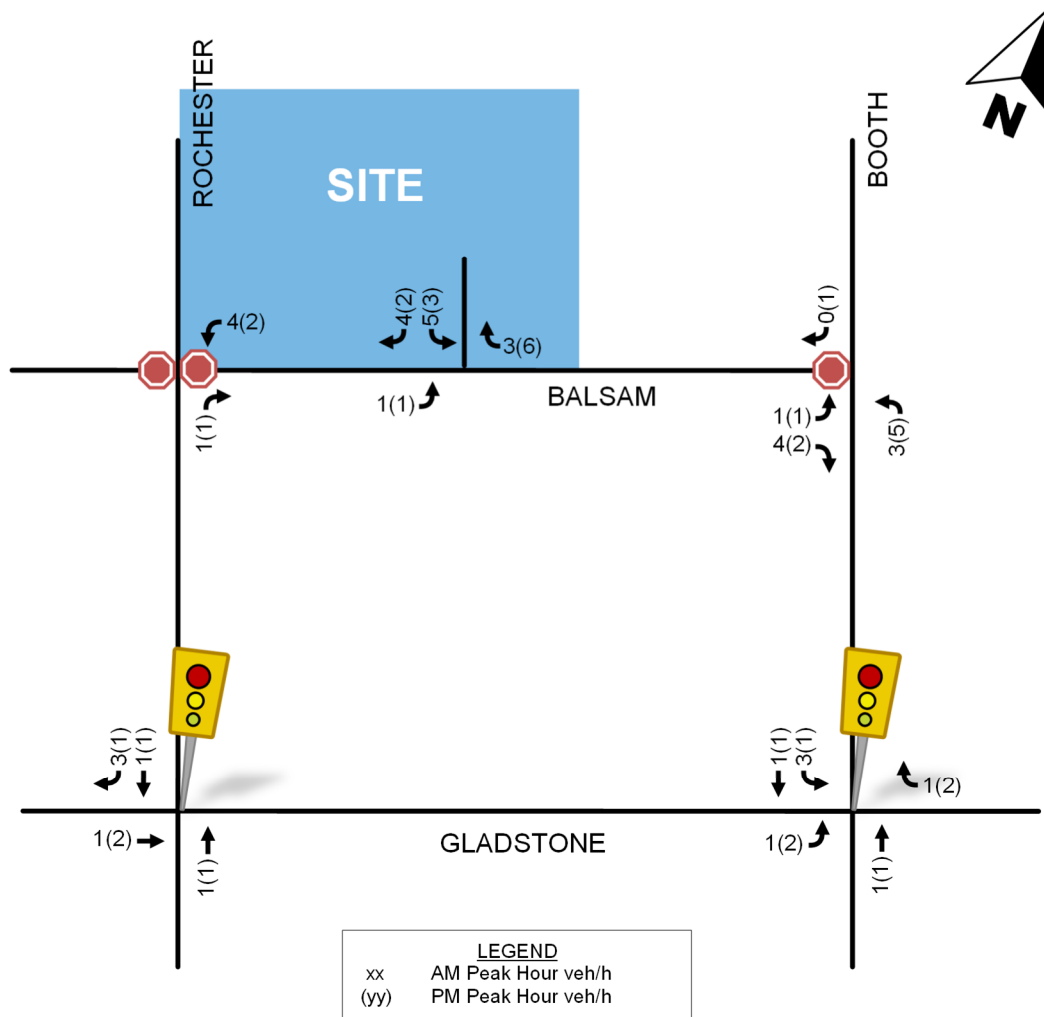 ROCHESTER
BOOTH
N
SITE
4(2)
4(2)
5(3)
3(6)
0(1)
1(1)
1(1)
BALSAM
1(1)
4(2)
3(5)
3(1)
1(1)
1(1)
3(1)
1(2)
1(2)
1(1)
GLADSTONE
1(2)
1(1)
LEGEND
xx AM Peak Hour veh/h
(yy) PM Peak Hour veh/h